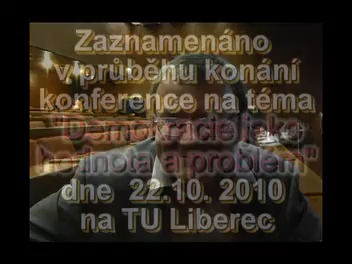 Zaznamenáno
v průběhu konání
konference na téma
"Demokracie jako
hodnota a problém"
dne 22.10. 2010
na TU Liberec